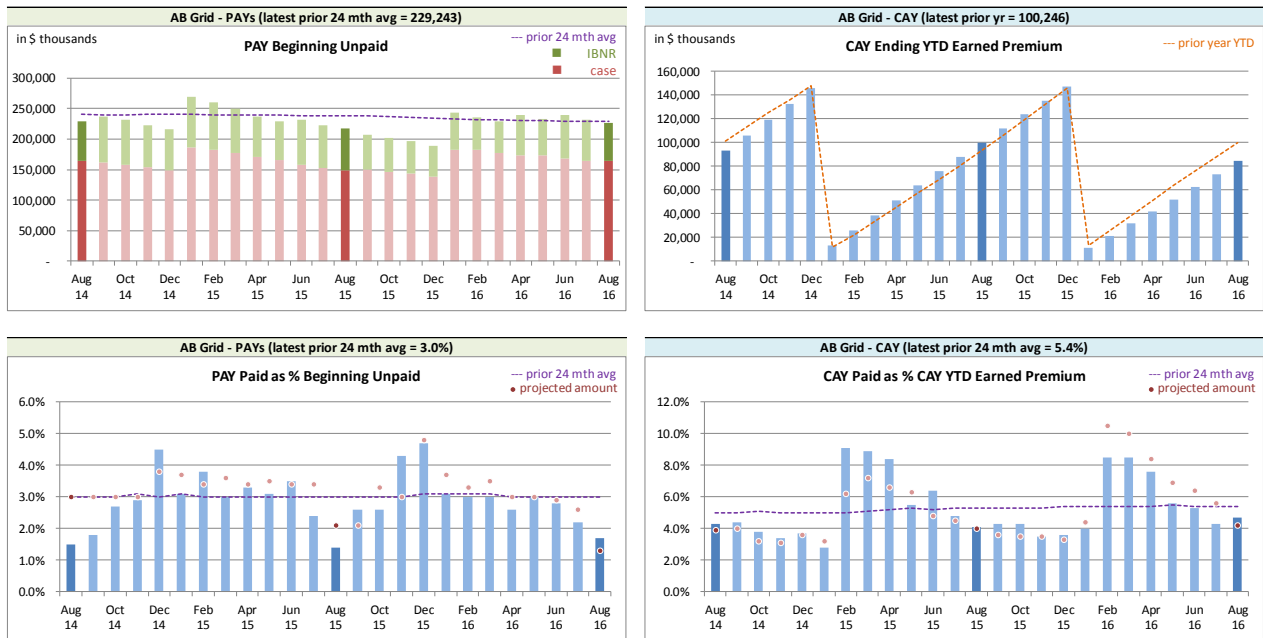 AB Grid - PAYs (latest prior 24 mth avg = 229,243)
in $ thousands
PAY Beginning Unpaid
--- prior 24 mth avg
IBNR
case
300,000
250,000
200,000
150,000
100,000
50,000
-
Aug Oct Dec Feb Apr Jun Aug Oct Dec Feb Apr Jun Aug
14 14 14 15 15 15 15 15 15 16 16 16 16
AB Grid - CAY (latest prior yr = 100,246)
in $ thousands
CAY Ending YTD Earned Premium
--- prior year YTD
160,000
140,000
120,000
100,000
80,000
60,000
40,000
20,000
-
Aug Oct Dec Feb Apr Jun Aug Oct Dec Feb Apr Jun Aug
14 14 14 15 15 15 15 15 15 16 16 16 16
AB Grid - PAYs (latest prior 24 mth avg = 3.0%)
PAY Paid as % Beginning Unpaid
--- prior 24 mth avg
projected amount
6.0%
5.0%
4.0%
3.0%
2.0%
1.0%
0.0%
Aug Oct Dec Feb Apr Jun Aug Oct Dec Feb Apr Jun Aug
14 14 14 15 15 15 15 15 15 16 16 16 16
AB Grid - CAY (latest prior 24 mth avg = 5.4%)
CAY Paid as % CAY YTD Earned Premium
--- prior 24 mth avg
projected amount
12.0%
10.0%
8.0%
6.0%
4.0%
2.0%
0.0%
Aug Oct Dec Feb Apr Jun Aug Oct Dec Feb Apr Jun Aug
14 14 14 15 15 15 15 15 15 16 16 16 16